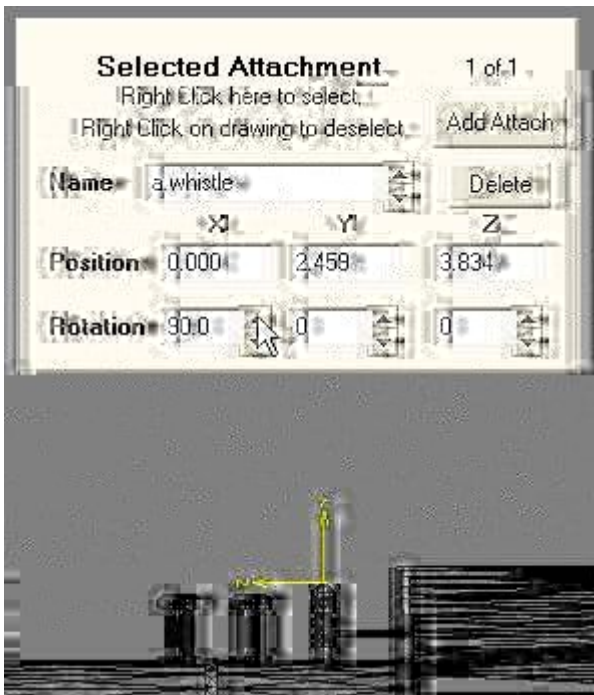 Selected Attachment 1 of 1
Right Click here to select.
Right Click on drawing to deselect. Add Attach
Name a.whistle Delete
X Y Z
Position 0.000 2.459 3.834
Rotation 90.0 0 0
Y
Z